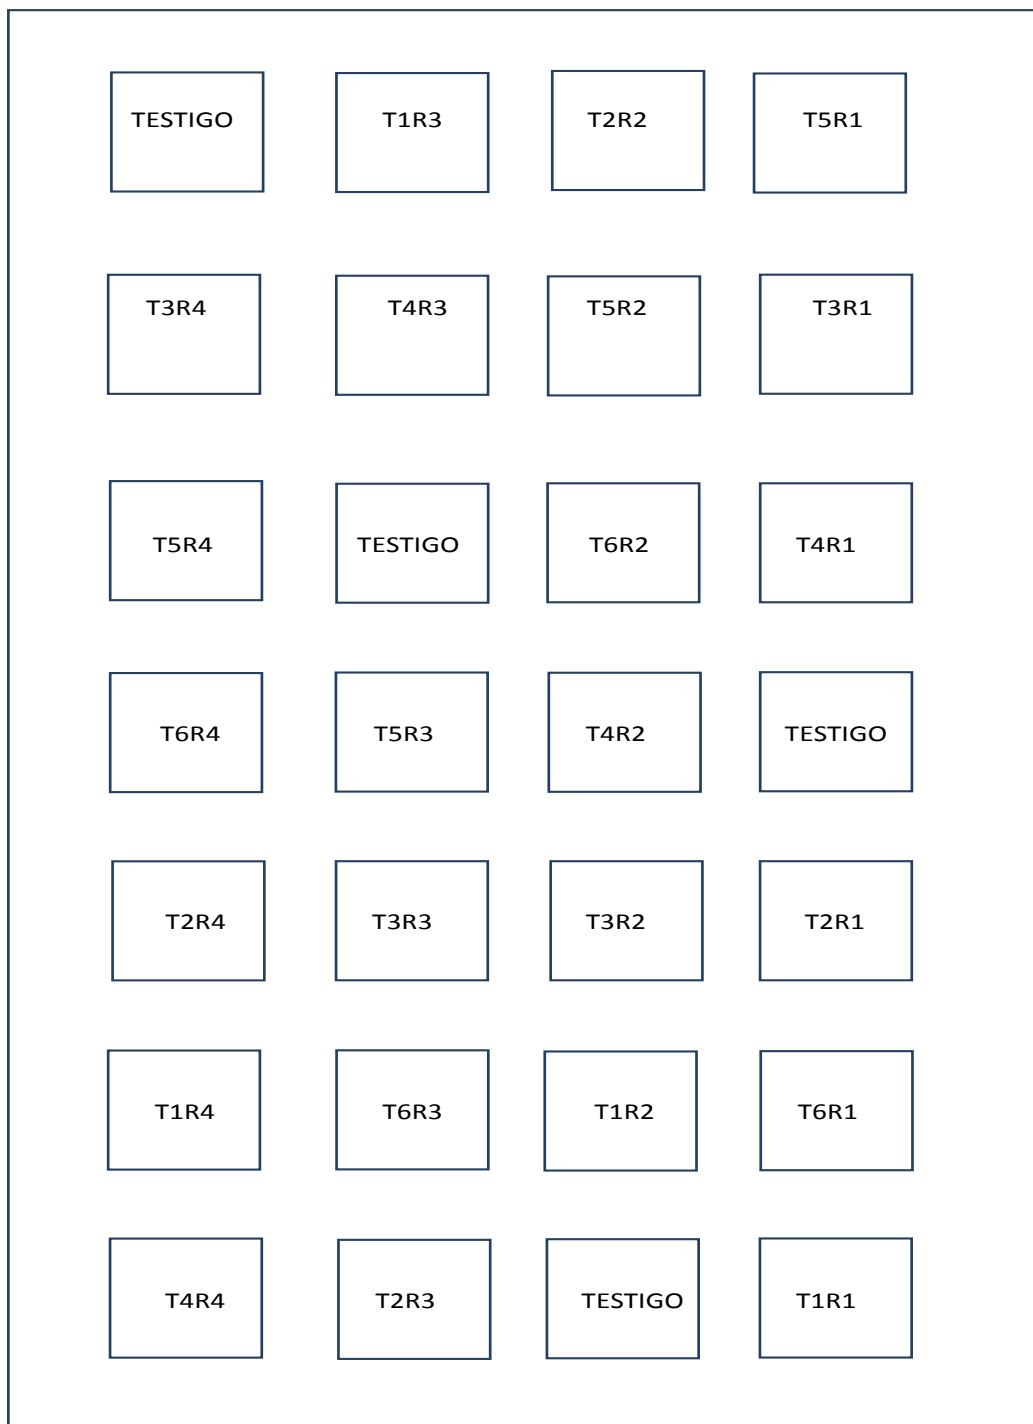 TESTIGO T1R3 T2R2 T5R1
T3R4 T4R3 T5R2 T3R1
T5R4 TESTIGO T6R2 T4R1
T6R4 T5R3 T4R2 TESTIGO
T2R4 T3R3 T3R2 T2R1
T1R4 T6R3 T1R2 T6R1
T4R4 T2R3 TESTIGO T1R1